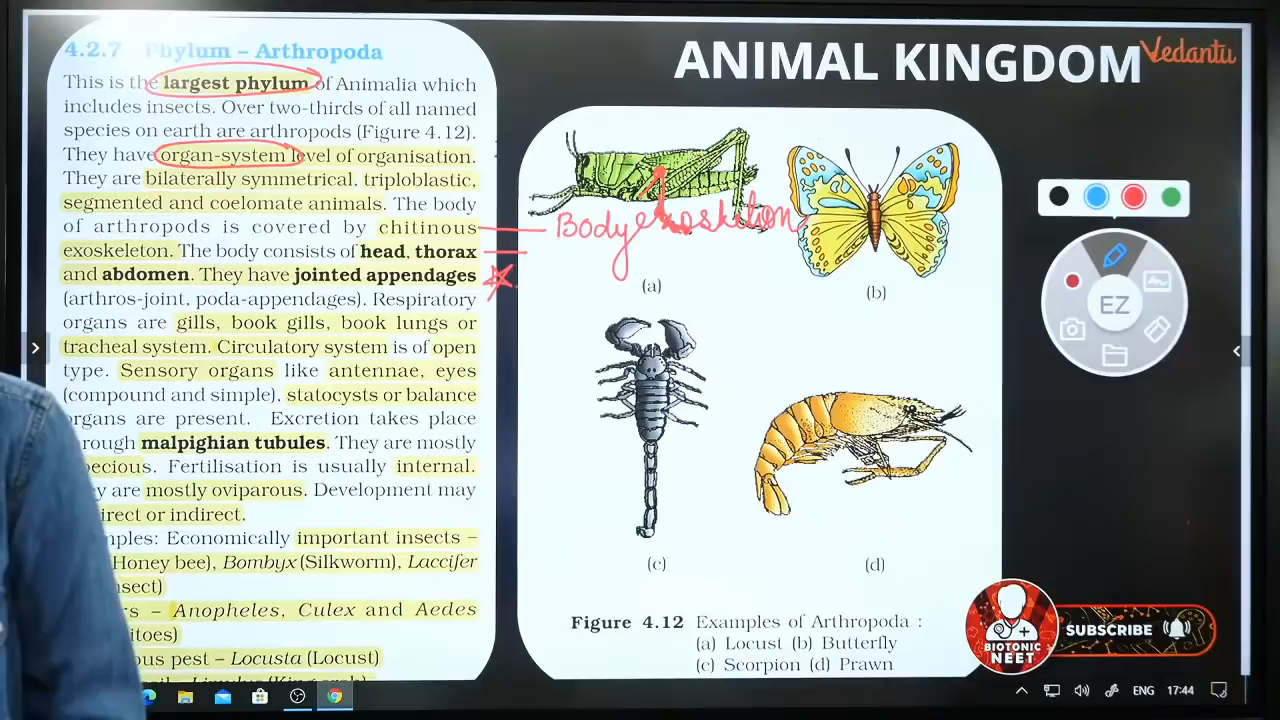 4.2.7 Phylum – Arthropoda
This is the largest phylum of Animalia which
includes insects. Over two-thirds of all named
species on earth are arthropods (Figure 4.12).
They have organ-system level of organisation.
They are bilaterally symmetrical, triploblastic,
segmented and coelomate animals. The body
of arthropods is covered by chitinous
exoskeleton. The body consists of head, thorax
and abdomen. They have jointed appendages
(arthros-joint, poda-appendages). Respiratory
organs are gills, book gills, book lungs or
tracheal system. Circulatory system is of open
type. Sensory organs like antennae, eyes
(compound and simple), statocysts or balance
organs are present. Excretion takes place
through malpighian tubules. They are mostly
pecious. Fertilisation is usually internal.
y are mostly oviparous. Development may
irect or indirect.
mples: Economically important insects –
Honey bee), Bombyx (Silkworm), Laccifer
nsect)
rs – Anopheles, Culex and Aedes
itoes)
ous pest – Locusta (Locust)
Limulus (King crab)
ANIMAL KINGDOM
Vedantu
Body
(a)
(b)
(c)
(d)
Figure 4.12 Examples of Arthropoda :
(a) Locust (b) Butterfly
(c) Scorpion (d) Prawn
EZ
BIOTONIC
NEET
SUBSCRIBE
ENG
17:44